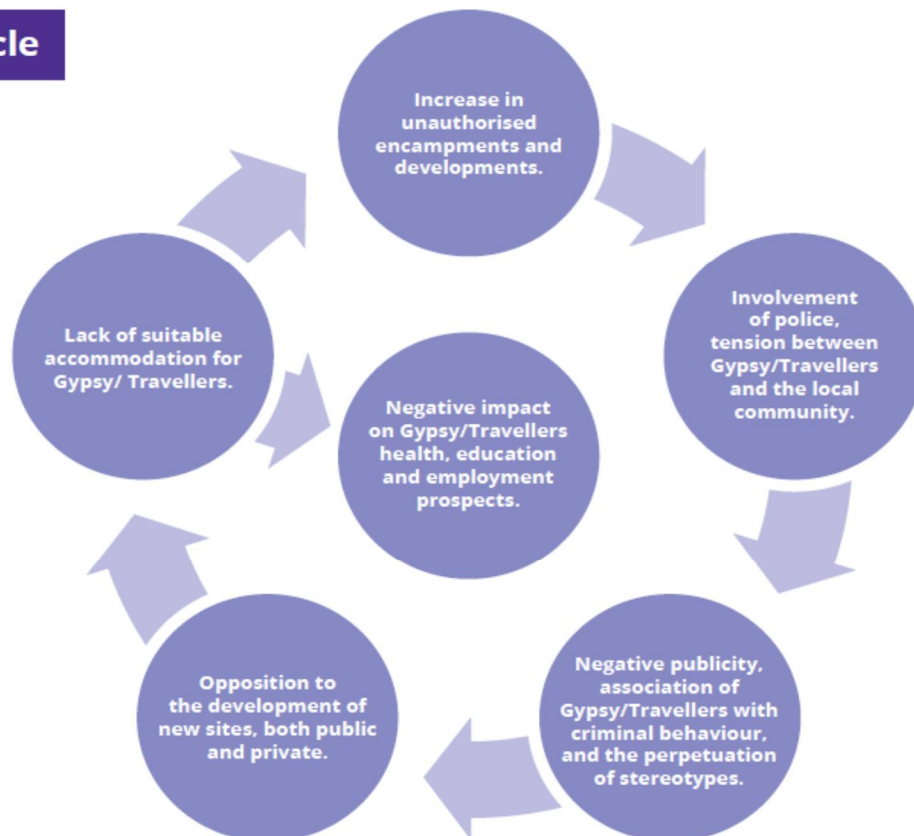 cle
Increase in
unauthorised
encampments and
developments.
Involvement
of police,
tension between
Gypsy/Travellers
and the local
community.
Negative publicity,
association of
Gypsy/Travellers with
criminal behaviour,
and the perpetuation
of stereotypes.
Opposition to
the development of
new sites, both public
and private.
Lack of suitable
accommodation for
Gypsy/ Travellers.
Negative impact
on Gypsy/Travellers
health, education
and employment
prospects.